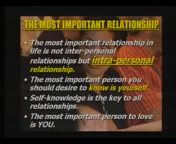 THE MOST IMPORTANT RELATIONSHIP
• The most important relationship in
life is not inter-personal
relationships but intra-personal
relationship.
• The most important person you
should desire to know is yourself.
• Self-knowledge is the key to all
relationships.
• The most important person to love
is YOU.